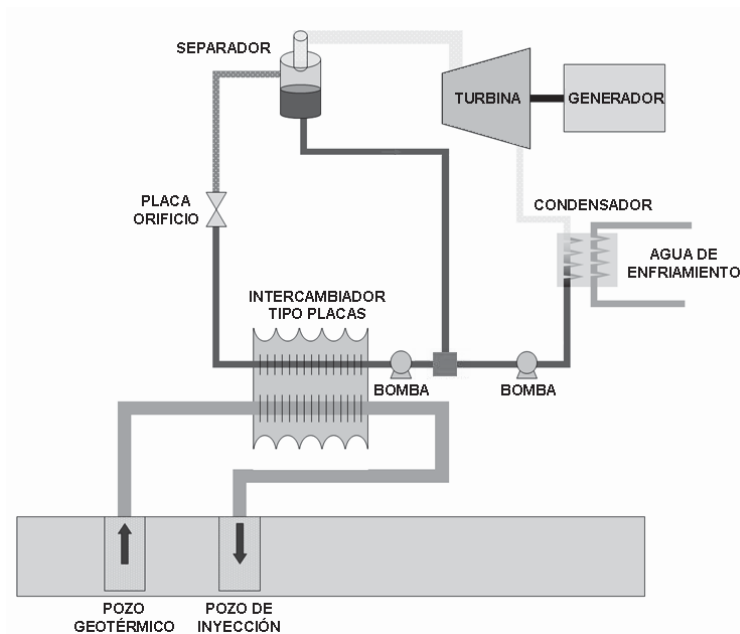 SEPARADOR
TURBINA
GENERADOR
PLACA
ORIFICIO
CONDENSADOR
AGUA DE
ENFRIAMIENTO
INTERCAMBIADOR
TIPO PLACAS
BOMBA
BOMBA
POZO
GEOTÉRMICO
POZO DE
INYECCIÓN